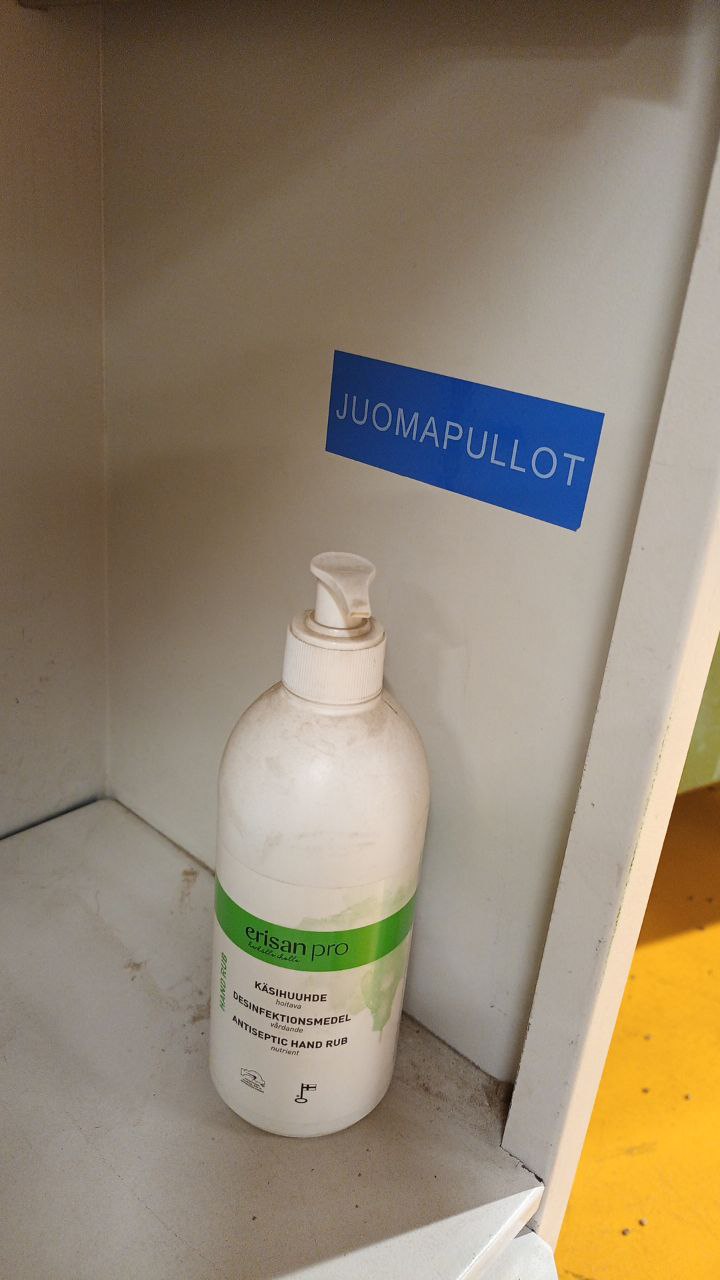 JUOMAPULLOT
erisan pro
HAND RUB
KÄSIHUUHDE
hoitava
DESINFEKTIONSMEDEL
vårdande
ANTISEPTIC HAND RUB
nutrient